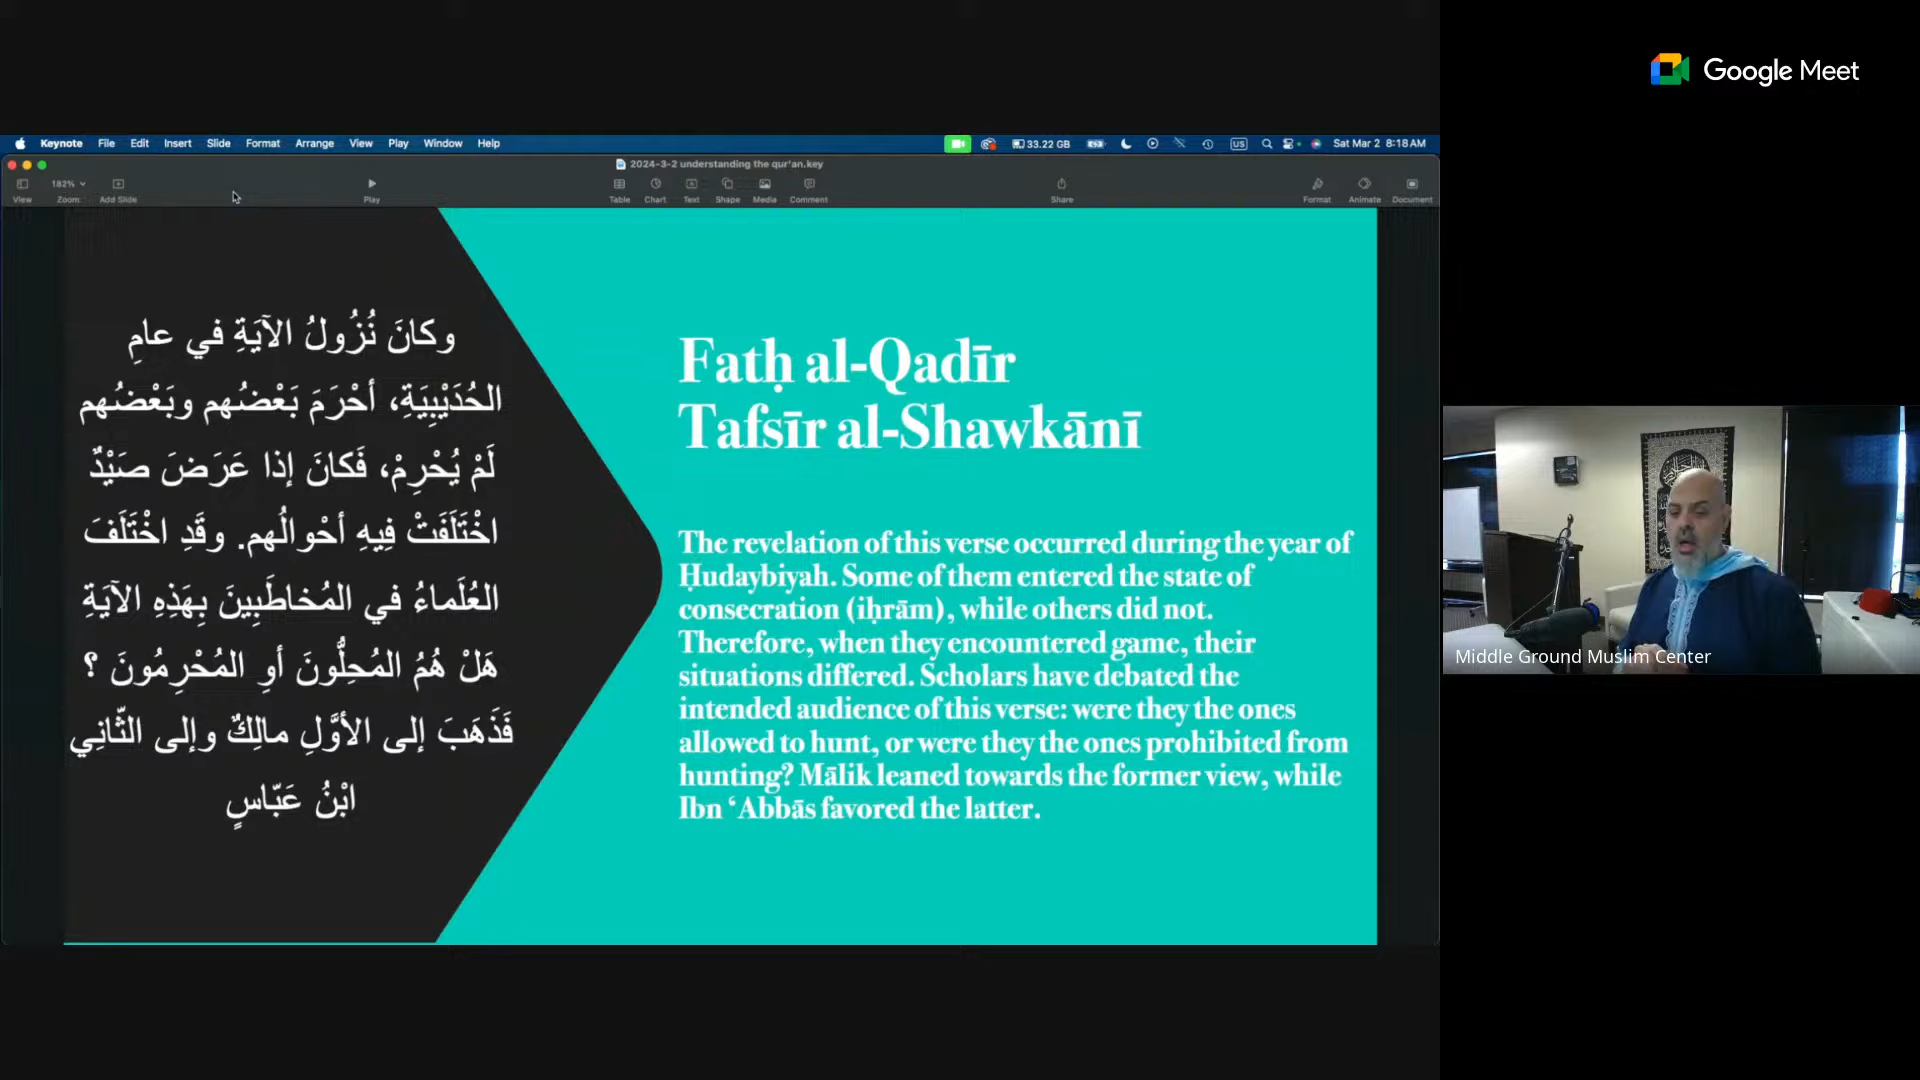 Google Meet
Keynote File Edit Insert Slide Format Arrange View Play Window Help
33.22 GB
US
Sat Mar 2 8:18 AM
2024-3-2 understanding the qur'an.key
182%
View Zoom Add Slide Play Table Chart Text Shape Media Comment Share Format Animate Document
وكانَ نُزُولُ الآيَةِ في عامِ
الحُدَيْبِيَةِ، أحْرَمَ بَعْضُهم وبَعْضُهم
لَمْ يُحْرِمْ، فَكانَ إذا عَرَضَ صَيْدٌ
اخْتَلَفَتْ فِيهِ أحْوالُهم. وقَدِ اخْتَلَفَ
العُلَماءُ في المُخاطَبِينَ بِهَذِهِ الآيَةِ
هَلْ هُمُ المُحِلُّونَ أوِ المُحْرِمُونَ ؟
فَذَهَبَ إلى الأوَّلِ مالِكٌ وإلى الثّانِي
ابْنُ عَبّاسٍ
Fatḥ al-Qadīr
Tafsīr al-Shawkānī
The revelation of this verse occurred during the year of
Ḥudaybiyah. Some of them entered the state of
consecration (iḥrām), while others did not.
Therefore, when they encountered game, their
situations differed. Scholars have debated the
intended audience of this verse: were they the ones
allowed to hunt, or were they the ones prohibited from
hunting? Mālik leaned towards the former view, while
Ibn ‘Abbās favored the latter.
Middle Ground Muslim Center